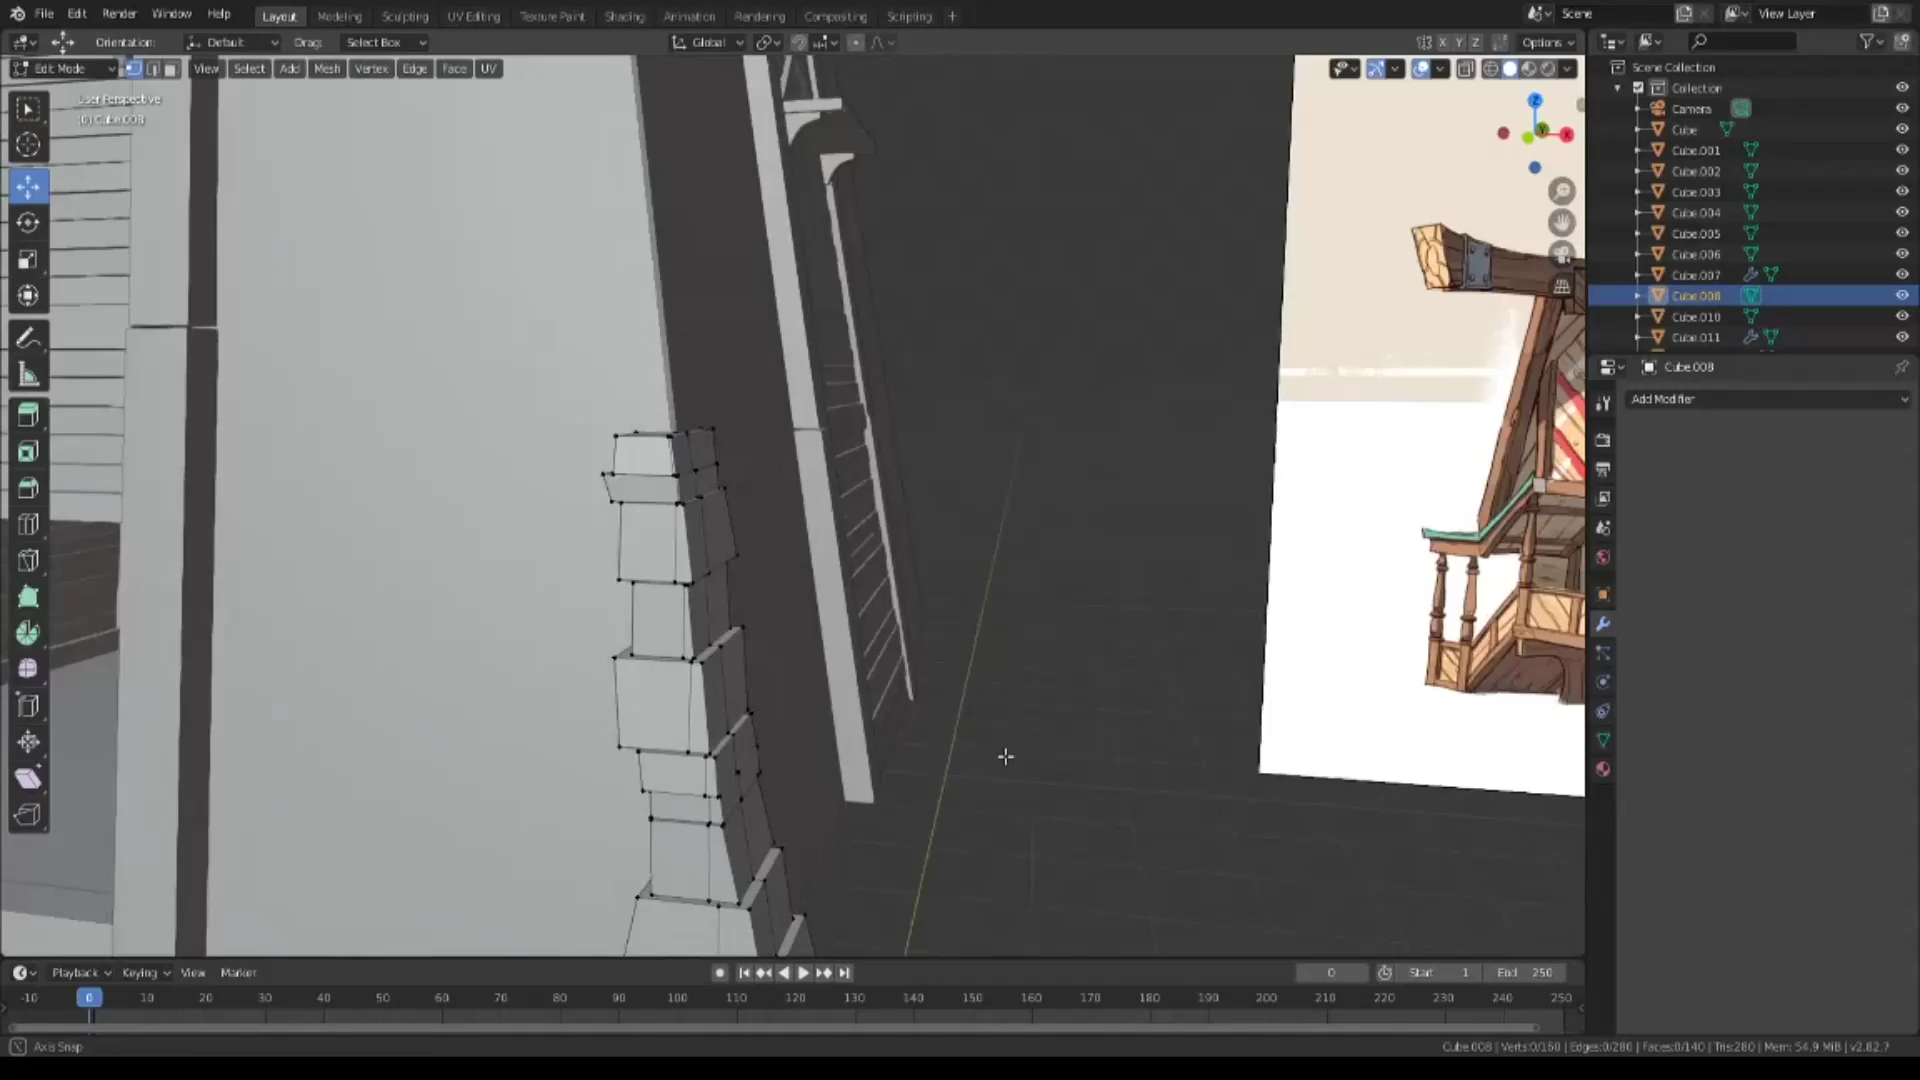 File Edit Render Window Help Layout Modeling Sculpting UV Editing Texture Paint Shading Animation Rendering Compositing Scripting + Scene View Layer
Orientation: Default Drag: Select Box Global X Y Z Options
Edit Mode View Select Add Mesh Vertex Edge Face UV
User Perspective
(0) Cube.008
Z
Y
X
Scene Collection
Collection
Camera
Cube
Cube.001
Cube.002
Cube.003
Cube.004
Cube.005
Cube.006
Cube.007
Cube.008
Cube.010
Cube.011
Cube.008
Add Modifier
Playback Keying View Marker 0 Start 1 End 250
-10 0 10 20 30 40 50 60 70 80 90 100 110 120 130 140 150 160 170 180 190 200 210 220 230 240 250
Axis Snap Cube.008 | Verts:0/160 | Edges:0/280 | Faces:0/140 | Tris:280 | Mem: 54.9 MiB | v2.82.7